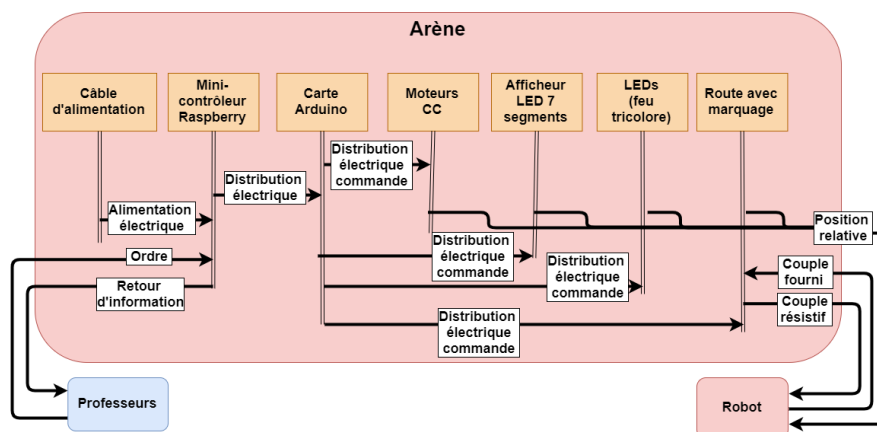 Arène
Câble
d'alimentation
Mini-
contrôleur
Raspberry
Carte
Arduino
Moteurs
CC
Afficheur
LED 7
segments
LEDs
(feu
tricolore)
Route avec
marquage
Distribution
électrique
commande
Distribution
électrique
Alimentation
électrique
Position
relative
Distribution
électrique
commande
Ordre
Distribution
électrique
commande
Couple
fourni
Retour
d'information
Couple
résistif
Distribution
électrique
commande
Professeurs
Robot